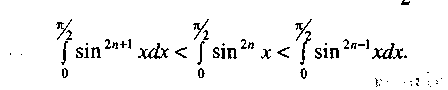 ∫₀^{π/2} sin^{2n+1} xdx < ∫₀^{π/2} sin^{2n} x < ∫₀^{π/2} sin^{2n−1} xdx.